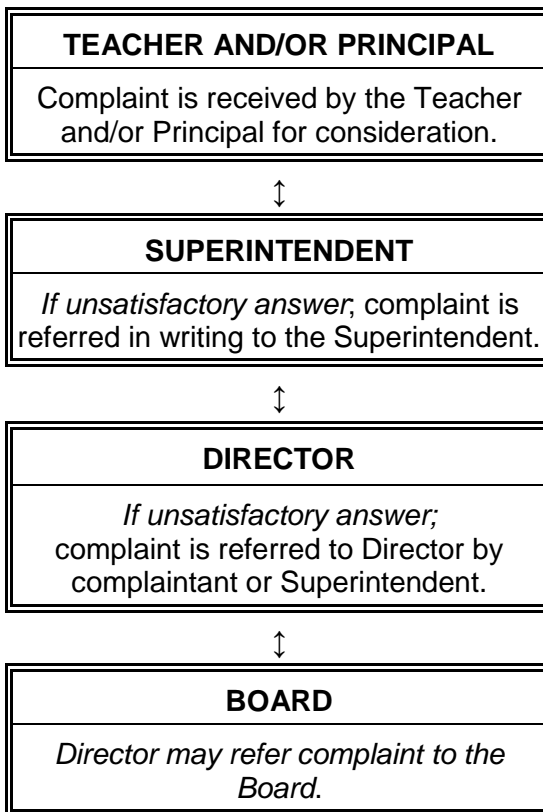 TEACHER AND/OR PRINCIPAL
Complaint is received by the Teacher
and/or Principal for consideration.
↕
SUPERINTENDENT
If unsatisfactory answer; complaint is
referred in writing to the Superintendent.
↕
DIRECTOR
If unsatisfactory answer;
complaint is referred to Director by
complainant or Superintendent.
↕
BOARD
Director may refer complaint to the
Board.